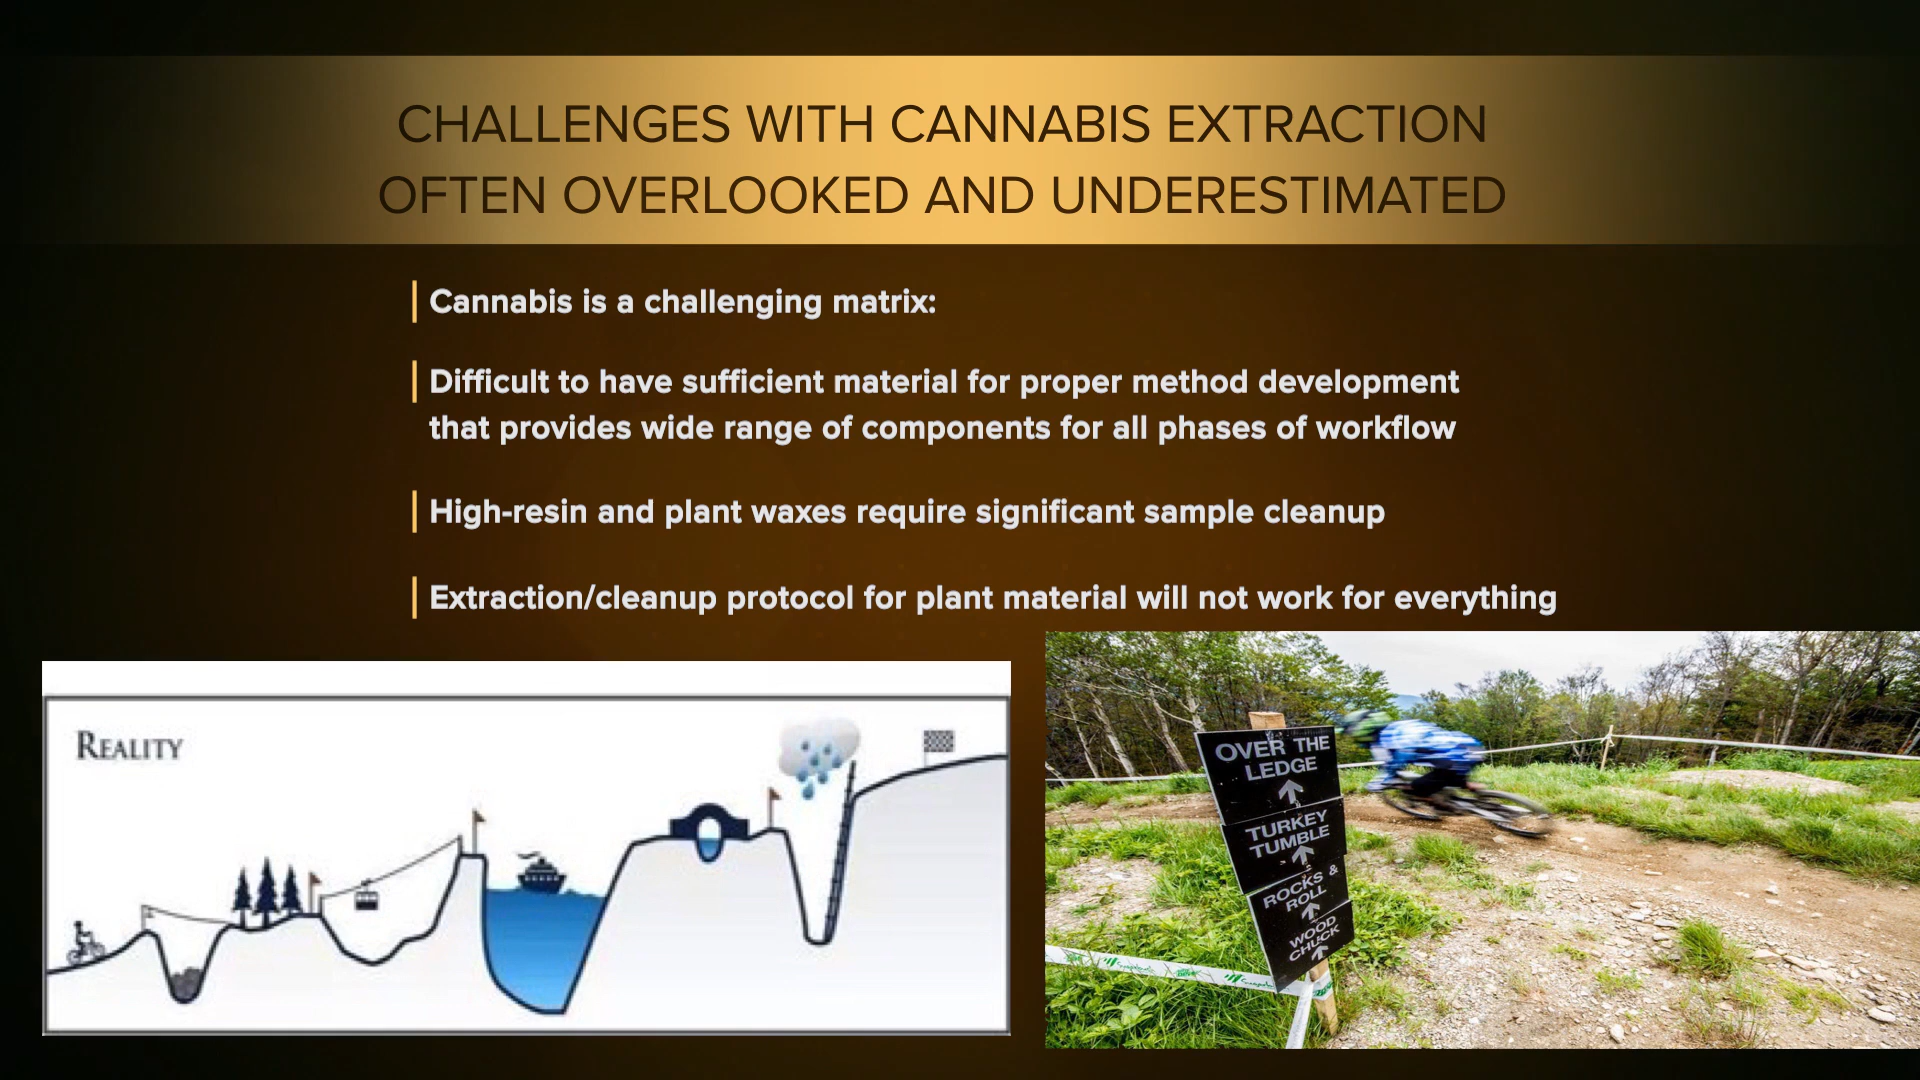 CHALLENGES WITH CANNABIS EXTRACTION
OFTEN OVERLOOKED AND UNDERESTIMATED
Cannabis is a challenging matrix:
Difficult to have sufficient material for proper method development
that provides wide range of components for all phases of workflow
High-resin and plant waxes require significant sample cleanup
Extraction/cleanup protocol for plant material will not work for everything
REALITY
OVER THE
LEDGE
TURKEY
TUMBLE
ROCKS &
ROLL
WOOD
CHUCK